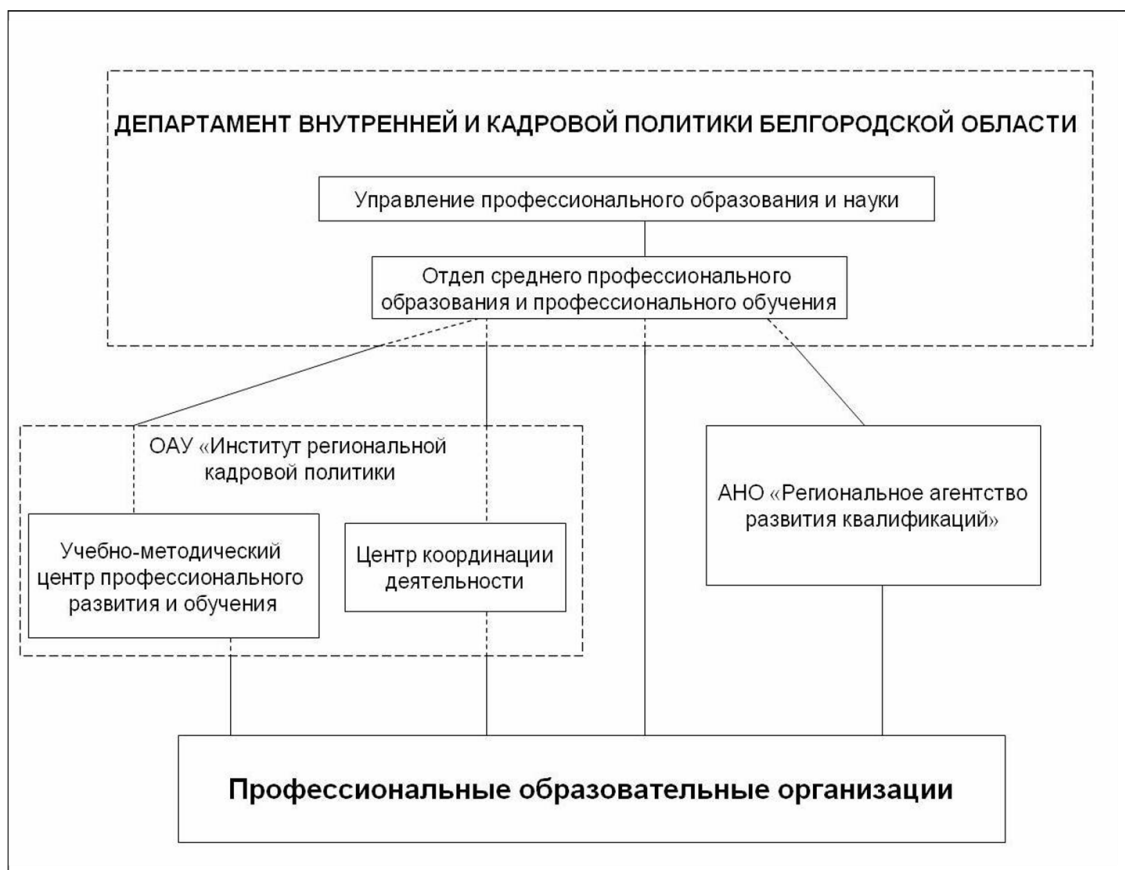 ДЕПАРТАМЕНТ ВНУТРЕННЕЙ И КАДРОВОЙ ПОЛИТИКИ БЕЛГОРОДСКОЙ ОБЛАСТИ
Управление профессионального образования и науки
Отдел среднего профессионального
образования и профессионального обучения
ОАУ «Институт региональной
кадровой политики
Учебно-методический
центр профессионального
развития и обучения
Центр координации
деятельности
АНО «Региональное агентство
развития квалификаций»
Профессиональные образовательные организации